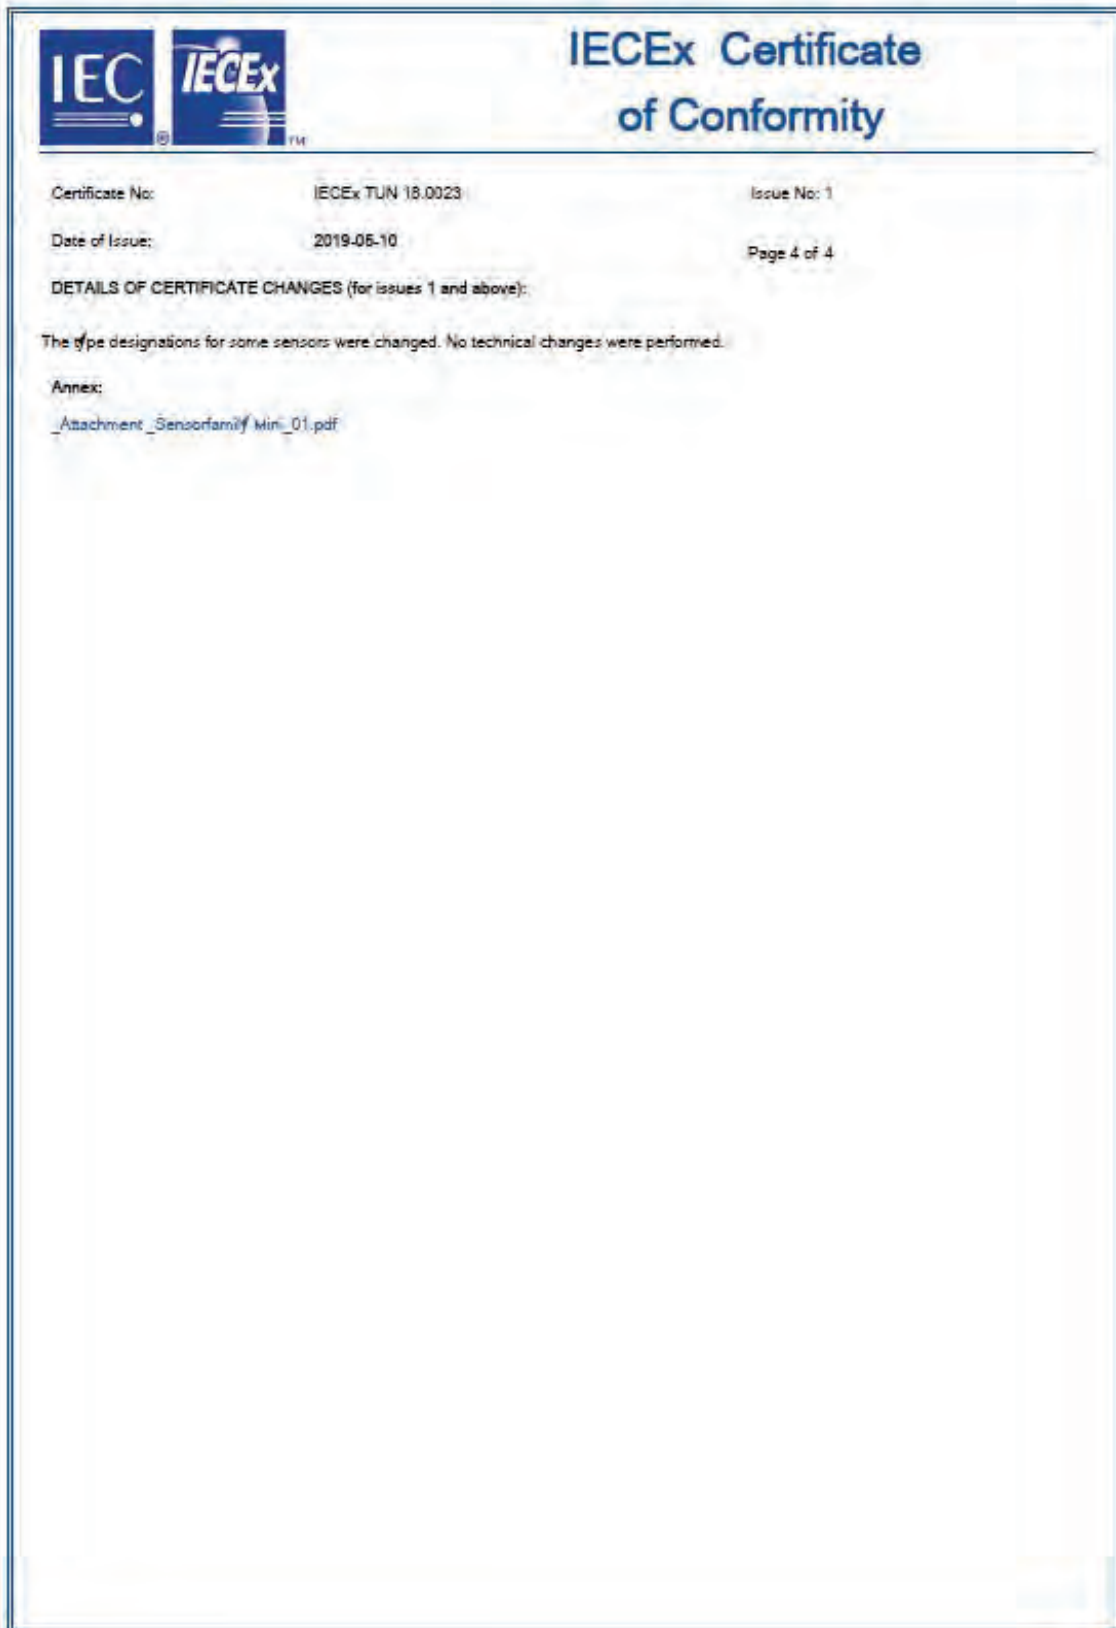 IEC
IECEx
® TM
IECEx Certificate
of Conformity
Certificate No: IECEx TUN 18.0023 Issue No: 1
Date of Issue: 2019-05-10
Page 4 of 4
DETAILS OF CERTIFICATE CHANGES (for issues 1 and above):
The type designations for some sensors were changed. No technical changes were performed.
Annex:
_Attachment_Sensorfamily Mini_01.pdf